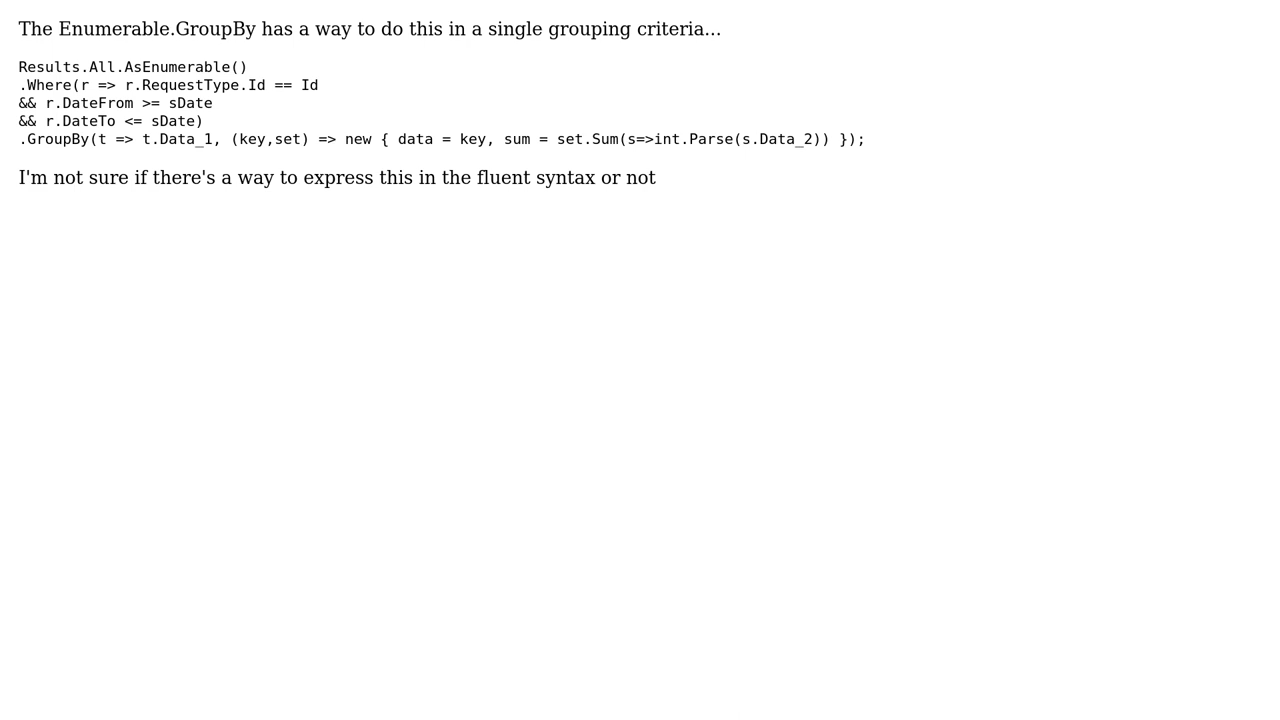 The Enumerable.GroupBy has a way to do this in a single grouping criteria...
Results.All.AsEnumerable()
.Where(r => r.RequestType.Id == Id
&& r.DateFrom >= sDate
&& r.DateTo <= sDate)
.GroupBy(t => t.Data_1, (key,set) => new { data = key, sum = set.Sum(s=>int.Parse(s.Data_2)) });
I'm not sure if there's a way to express this in the fluent syntax or not